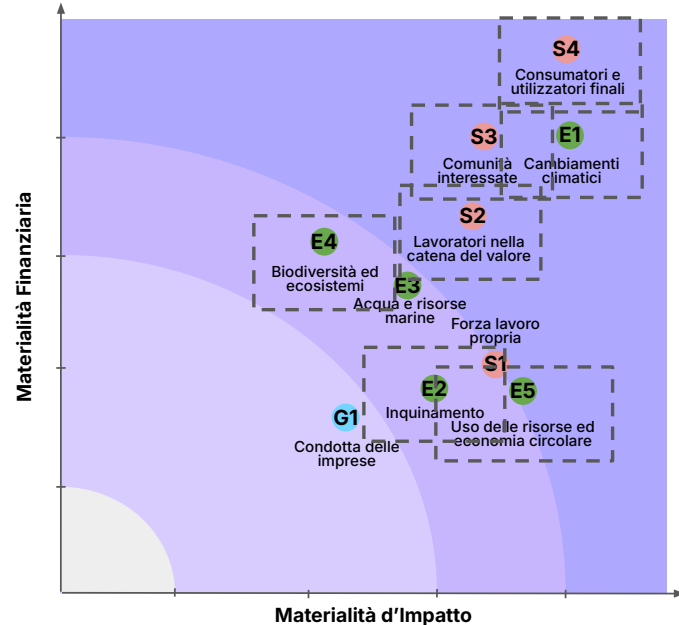 S4
Consumatori e
utilizzatori finali
S3
Comunità
interessate
E1
Cambiamenti
climatici
S2
Lavoratori nella
catena del valore
E4
Biodiversità ed
ecosistemi
E3
Acqua e risorse
marine
Forza lavoro
propria
S1
E2
Inquinamento
E5
Uso delle risorse ed
economia circolare
G1
Condotta delle
imprese
Materialità Finanziaria
Materialità d'Impatto